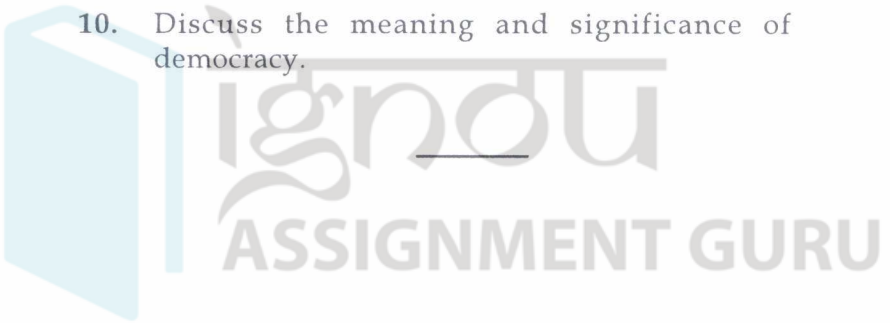 10. Discuss the meaning and significance of
democracy.
ignou
ASSIGNMENT GURU